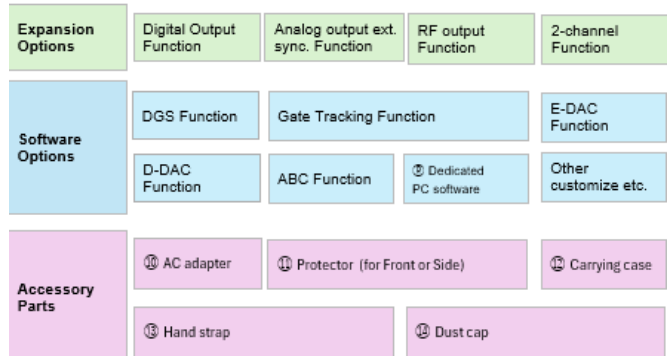 Expansion
Options
Digital Output
Function
Analog output ext.
sync. Function
RF output
Function
2-channel
Function
Software
Options
DGS Function
Gate Tracking Function
E-DAC
Function
D-DAC
Function
ABC Function
⑨ Dedicated
PC software
Other
customize etc.
Accessory
Parts
⑩ AC adapter
⑪ Protector (for Front or Side)
⑫ Carrying case
⑬ Hand strap
⑭ Dust cap